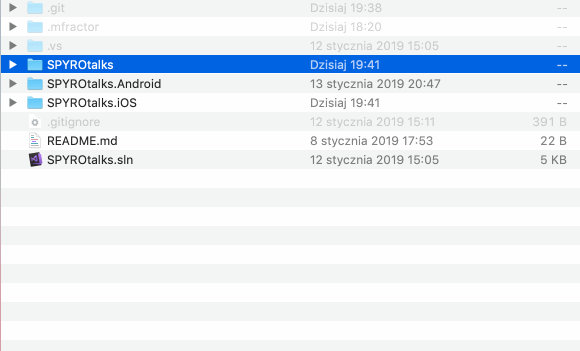 .git Dzisiaj 19:38 --
.mfractor Dzisiaj 18:20 --
.vs 12 stycznia 2019 15:05 --
SPYROtalks Dzisiaj 19:41 --
SPYROtalks.Android 13 stycznia 2019 20:47 --
SPYROtalks.iOS Dzisiaj 19:41 --
.gitignore 12 stycznia 2019 15:11 391 B
README.md 8 stycznia 2019 17:53 22 B
SPYROtalks.sln 12 stycznia 2019 15:05 5 KB